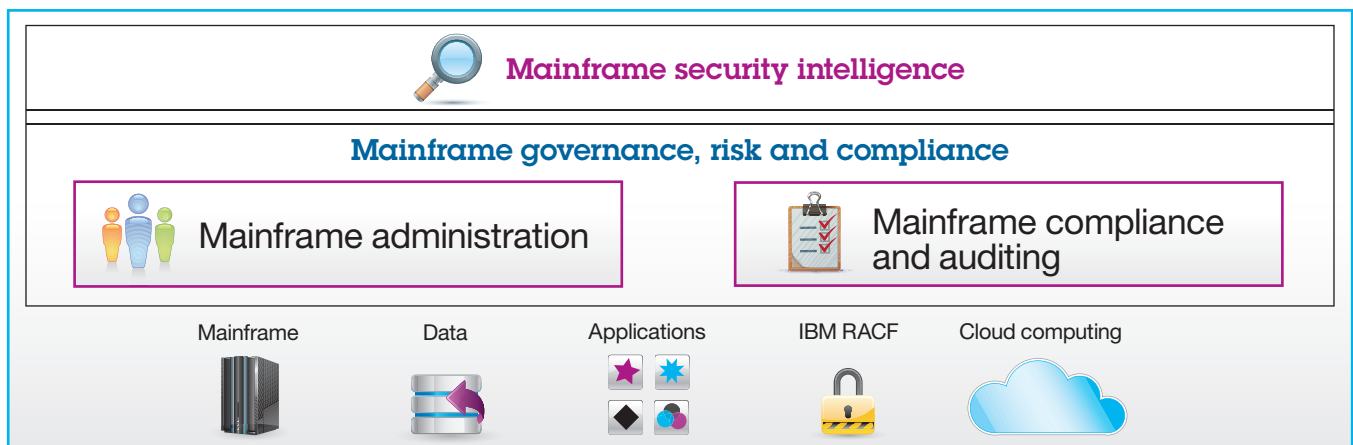 Mainframe security intelligence
Mainframe governance, risk and compliance
Mainframe administration
Mainframe compliance
and auditing
Mainframe
Data
Applications
IBM RACF
Cloud computing